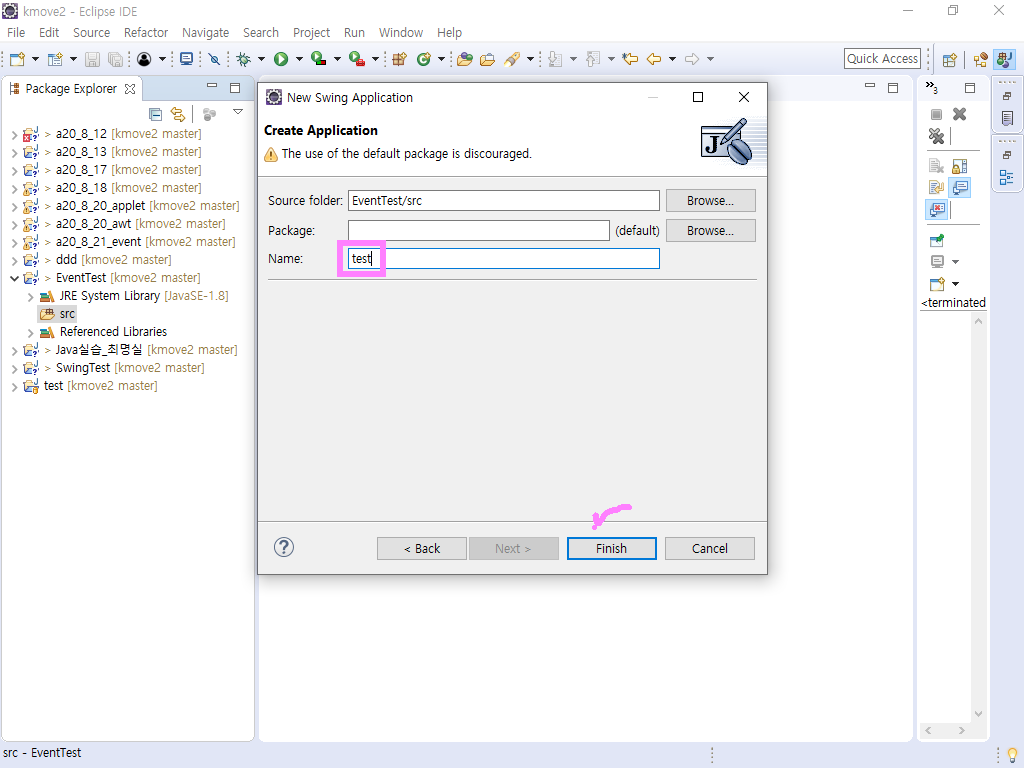 kmove2 - Eclipse IDE
File Edit Source Refactor Navigate Search Project Run Window Help
Quick Access
Package Explorer
> a20_8_12 [kmove2 master]
> a20_8_13 [kmove2 master]
> a20_8_17 [kmove2 master]
> a20_8_18 [kmove2 master]
> a20_8_20_applet [kmove2 master]
> a20_8_20_awt [kmove2 master]
> a20_8_21_event [kmove2 master]
> ddd [kmove2 master]
> EventTest [kmove2 master]
JRE System Library [JavaSE-1.8]
src
Referenced Libraries
> Java실습_최명실 [kmove2 master]
> SwingTest [kmove2 master]
test [kmove2 master]
New Swing Application
Create Application
The use of the default package is discouraged.
Source folder: EventTest/src Browse...
Package: (default) Browse...
Name: test
? < Back Next > Finish Cancel
»3
<terminated
src - EventTest